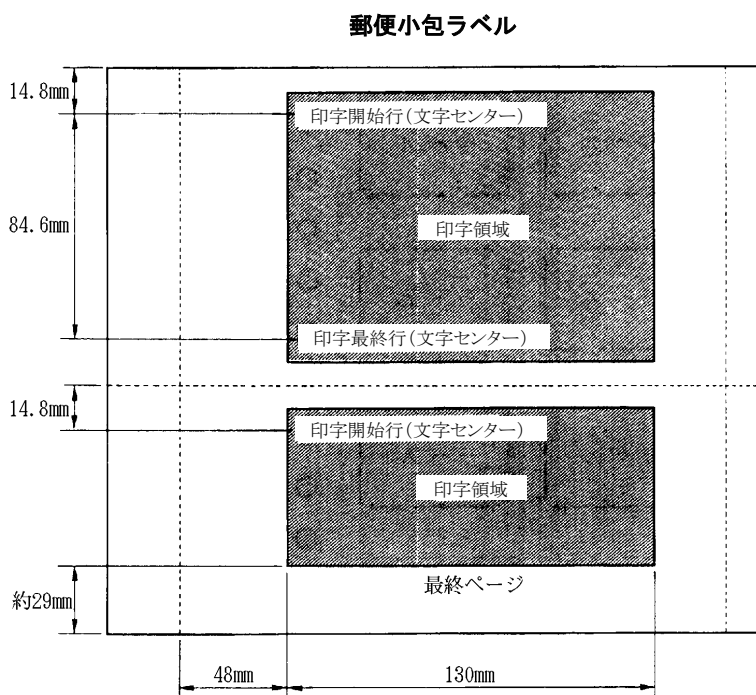 郵便小包ラベル
14.8mm
印字開始行(文字センター)
84.6mm
印字領域
印字最終行(文字センター)
14.8mm
印字開始行(文字センター)
印字領域
約29mm
最終ページ
48mm
130mm